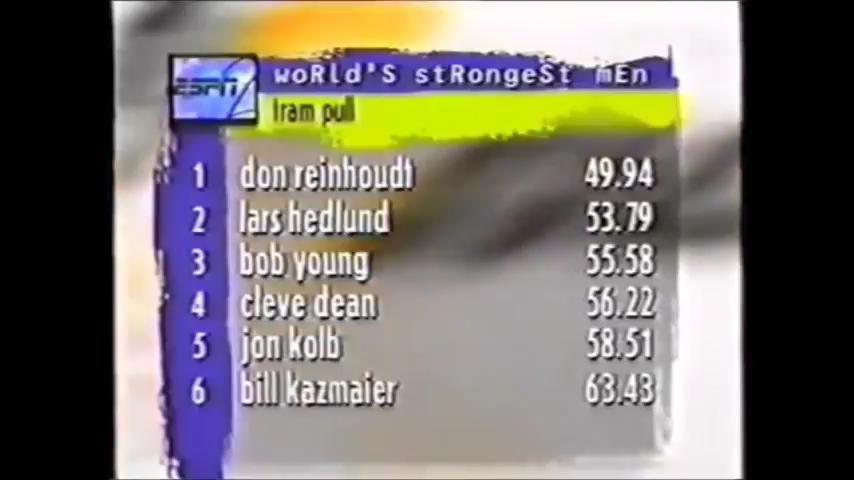 ESPN
woRld'S stRongeSt mEn
tram pull
1 don reinhoudt 49.94
2 lars hedlund 53.79
3 bob young 55.58
4 cleve dean 56.22
5 jon kolb 58.51
6 bill kazmaier 63.43